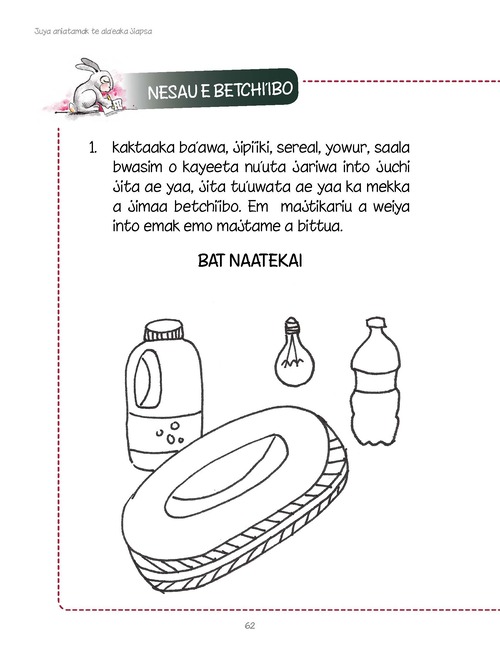 Juya ania tamak te ala'eaka jiapsa
NESAU E BETCHI'IBO
1. kaktaaka ba'awa, jipi'iki, sereal, yowur, saala
bwasim o kayeeta nu'uta jariwa into juchi
jita ae yaa, jita tu'uwata ae yaa ka mekka
a jimaa betchi'ibo. Em majtikariu a weiya
into emak emo majtame a bittua.
BAT NAATEKAI
62